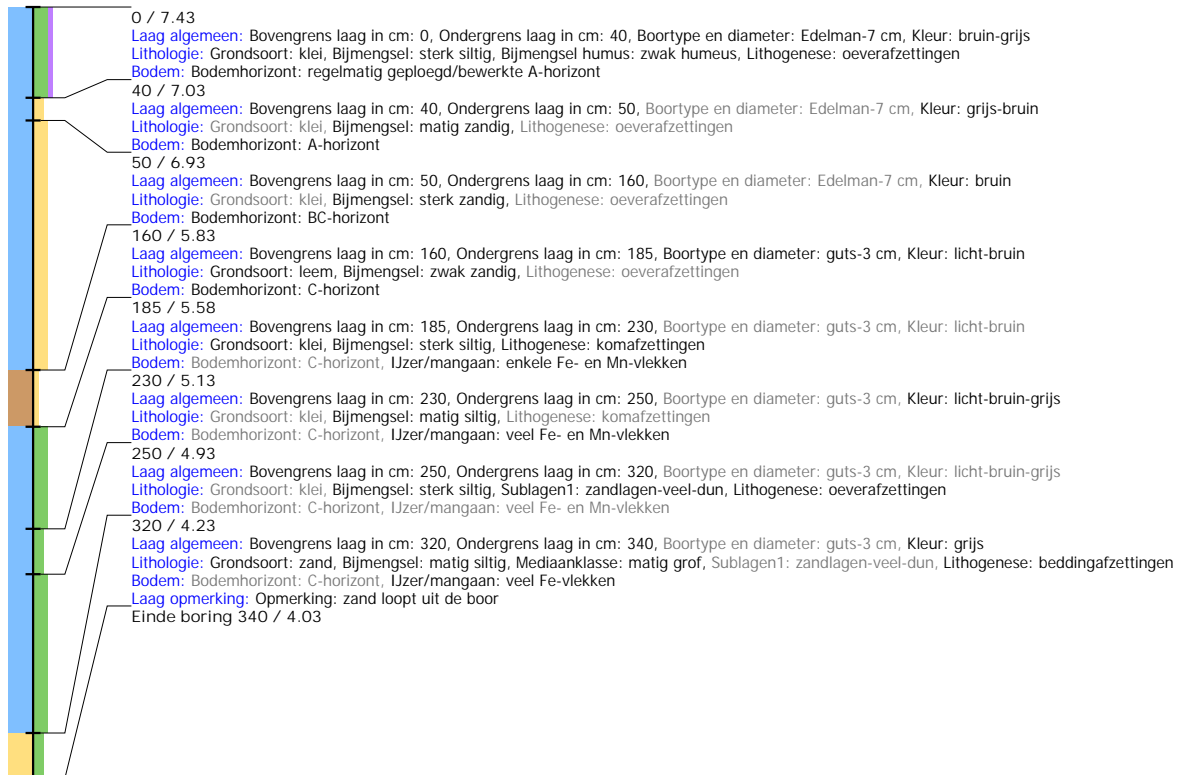 0 / 7.43
Laag algemeen: Bovengrens laag in cm: 0, Ondergrens laag in cm: 40, Boortype en diameter: Edelman-7 cm, Kleur: bruin-grijs
Lithologie: Grondsoort: klei, Bijmengsel: sterk siltig, Bijmengsel humus: zwak humeus, Lithogenese: oeverafzettingen
Bodem: Bodemhorizont: regelmatig geploegd/bewerkte A-horizont
40 / 7.03
Laag algemeen: Bovengrens laag in cm: 40, Ondergrens laag in cm: 50, Boortype en diameter: Edelman-7 cm, Kleur: grijs-bruin
Lithologie: Grondsoort: klei, Bijmengsel: matig zandig, Lithogenese: oeverafzettingen
Bodem: Bodemhorizont: A-horizont
50 / 6.93
Laag algemeen: Bovengrens laag in cm: 50, Ondergrens laag in cm: 160, Boortype en diameter: Edelman-7 cm, Kleur: bruin
Lithologie: Grondsoort: klei, Bijmengsel: sterk zandig, Lithogenese: oeverafzettingen
Bodem: Bodemhorizont: BC-horizont
160 / 5.83
Laag algemeen: Bovengrens laag in cm: 160, Ondergrens laag in cm: 185, Boortype en diameter: guts-3 cm, Kleur: licht-bruin
Lithologie: Grondsoort: leem, Bijmengsel: zwak zandig, Lithogenese: oeverafzettingen
Bodem: Bodemhorizont: C-horizont
185 / 5.58
Laag algemeen: Bovengrens laag in cm: 185, Ondergrens laag in cm: 230, Boortype en diameter: guts-3 cm, Kleur: licht-bruin
Lithologie: Grondsoort: klei, Bijmengsel: sterk siltig, Lithogenese: komafzettingen
Bodem: Bodemhorizont: C-horizont, IJzer/mangaan: enkele Fe- en Mn-vlekken
230 / 5.13
Laag algemeen: Bovengrens laag in cm: 230, Ondergrens laag in cm: 250, Boortype en diameter: guts-3 cm, Kleur: licht-bruin-grijs
Lithologie: Grondsoort: klei, Bijmengsel: matig siltig, Lithogenese: komafzettingen
Bodem: Bodemhorizont: C-horizont, IJzer/mangaan: veel Fe- en Mn-vlekken
250 / 4.93
Laag algemeen: Bovengrens laag in cm: 250, Ondergrens laag in cm: 320, Boortype en diameter: guts-3 cm, Kleur: licht-bruin-grijs
Lithologie: Grondsoort: klei, Bijmengsel: sterk siltig, Sublagen1: zandlagen-veel-dun, Lithogenese: oeverafzettingen
Bodem: Bodemhorizont: C-horizont, IJzer/mangaan: veel Fe- en Mn-vlekken
320 / 4.23
Laag algemeen: Bovengrens laag in cm: 320, Ondergrens laag in cm: 340, Boortype en diameter: guts-3 cm, Kleur: grijs
Lithologie: Grondsoort: zand, Bijmengsel: matig siltig, Mediaanklasse: matig grof, Sublagen1: zandlagen-veel-dun, Lithogenese: beddingafzettingen
Bodem: Bodemhorizont: C-horizont, IJzer/mangaan: veel Fe-vlekken
Laag opmerking: Opmerking: zand loopt uit de boor
Einde boring 340 / 4.03